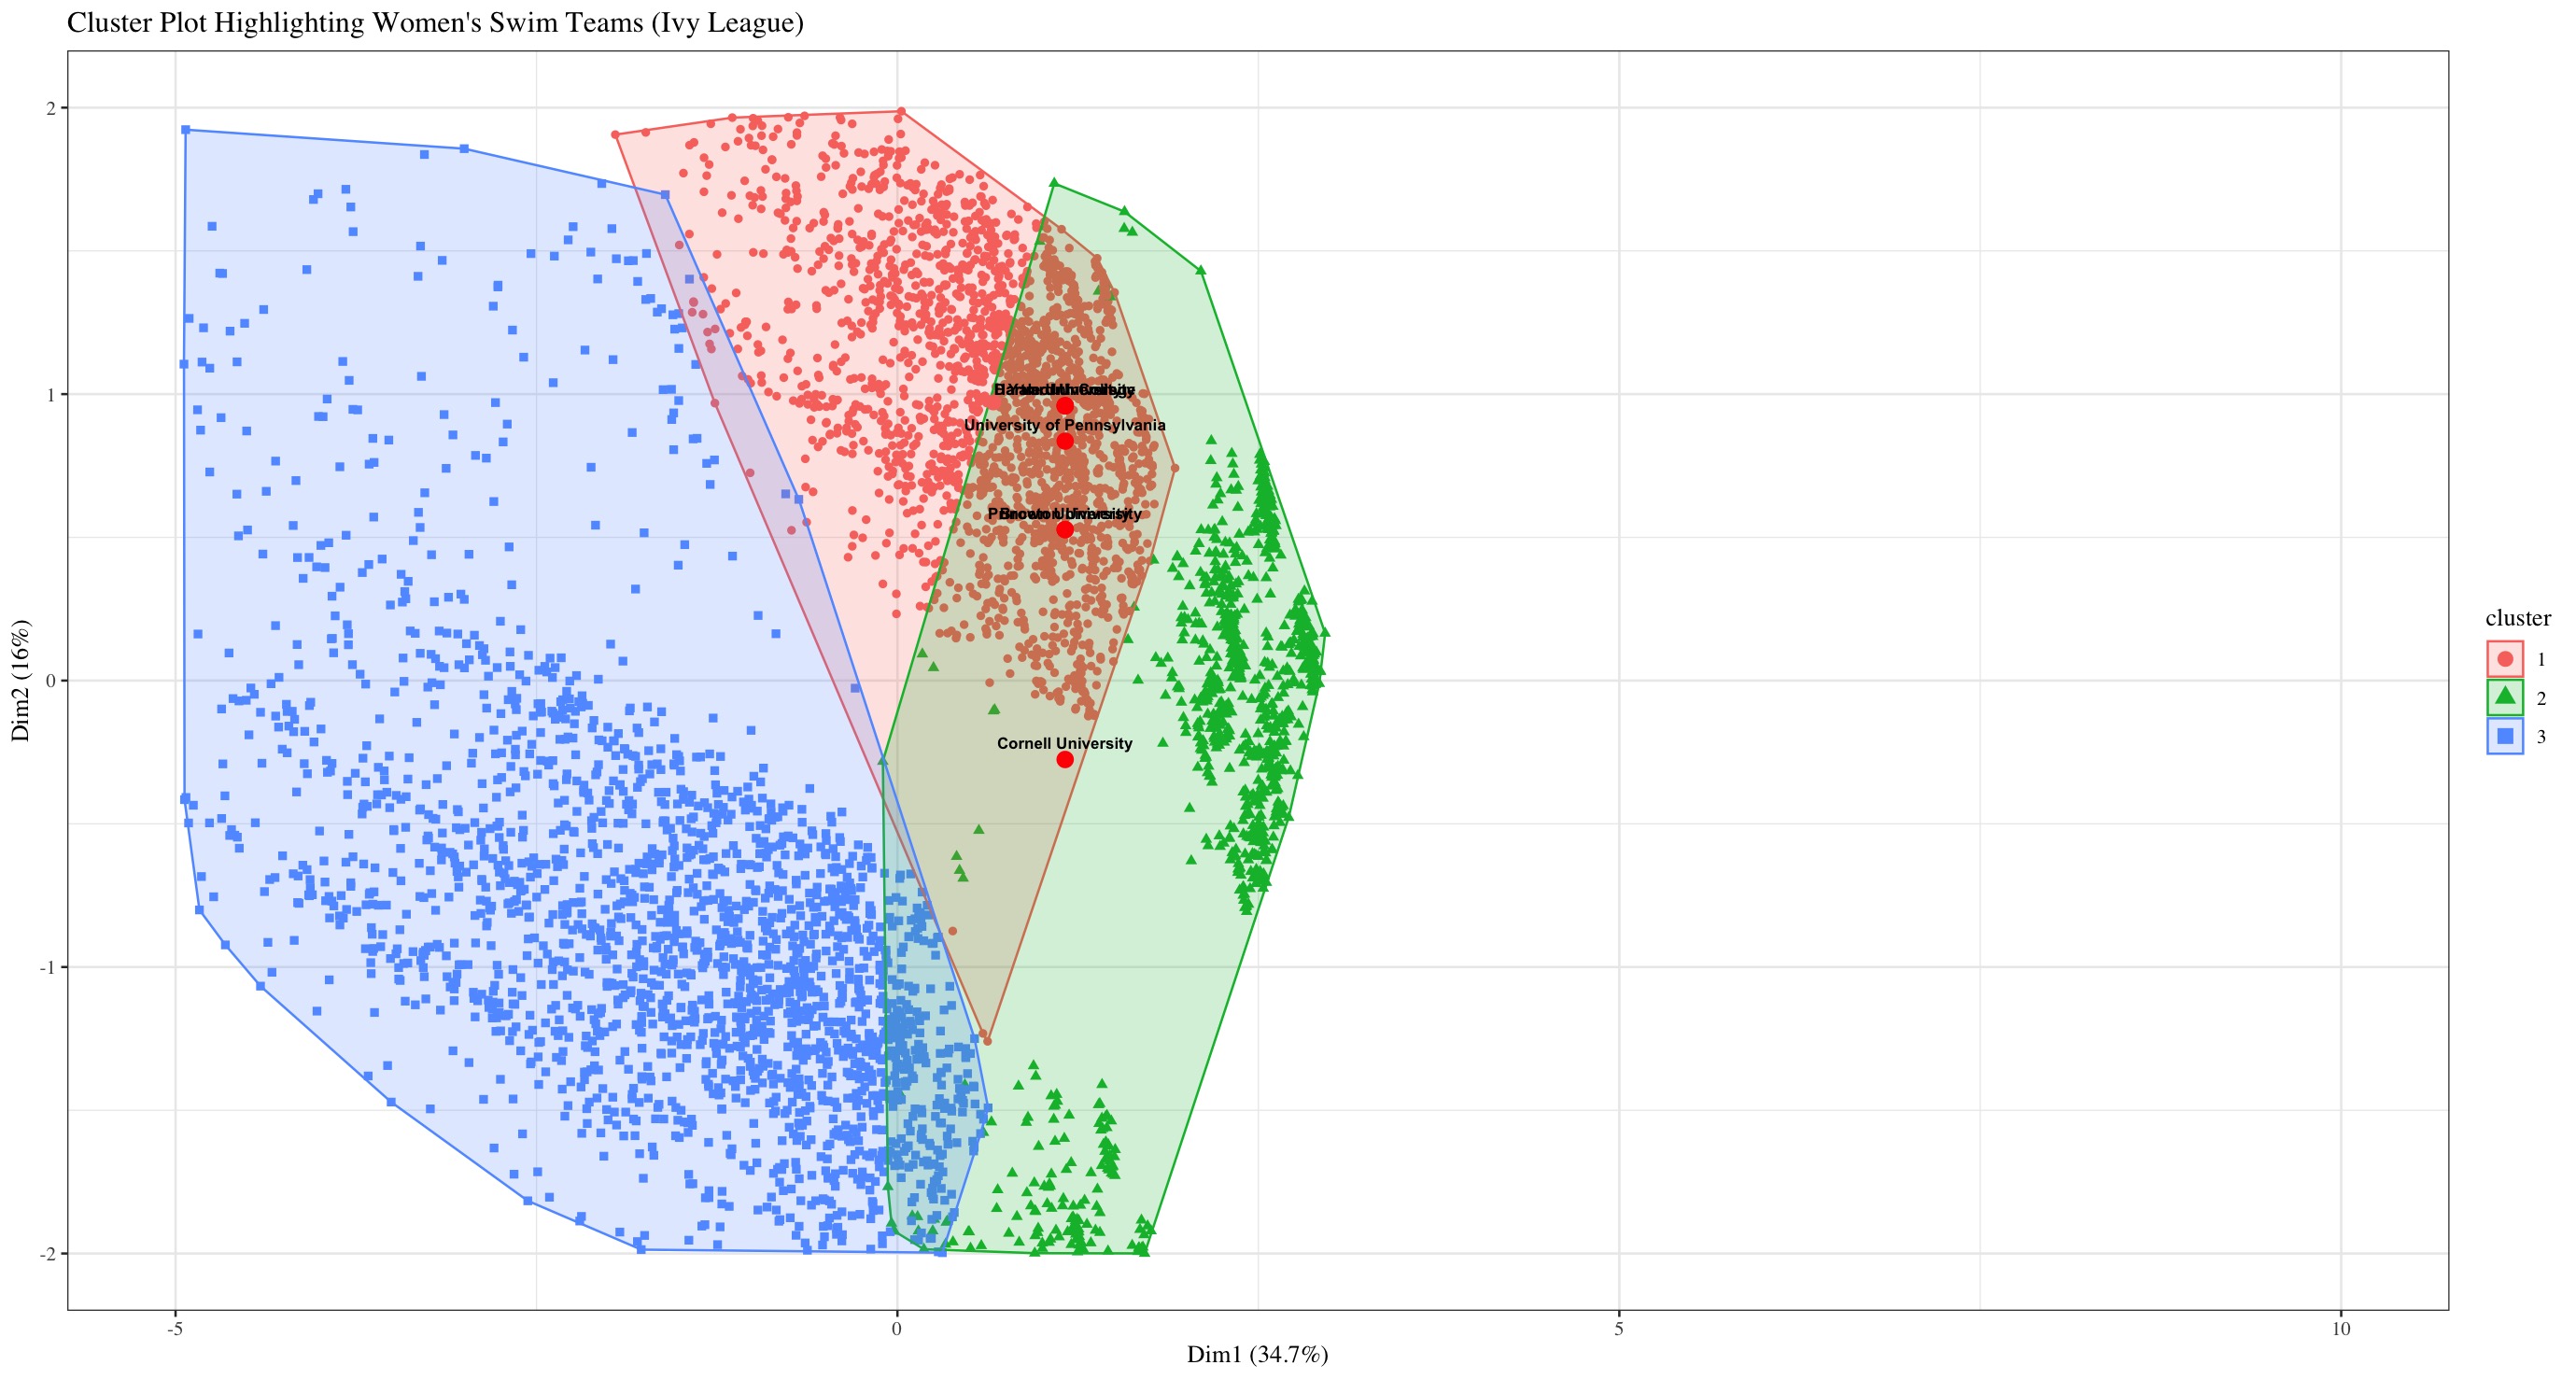 Cluster Plot Highlighting Women's Swim Teams (Ivy League)
2
1
University of Pennsylvania
Cornell University
0
-1
-2
-5
0
5
10
Dim1 (34.7%)
Dim2 (16%)
cluster
1
2
3